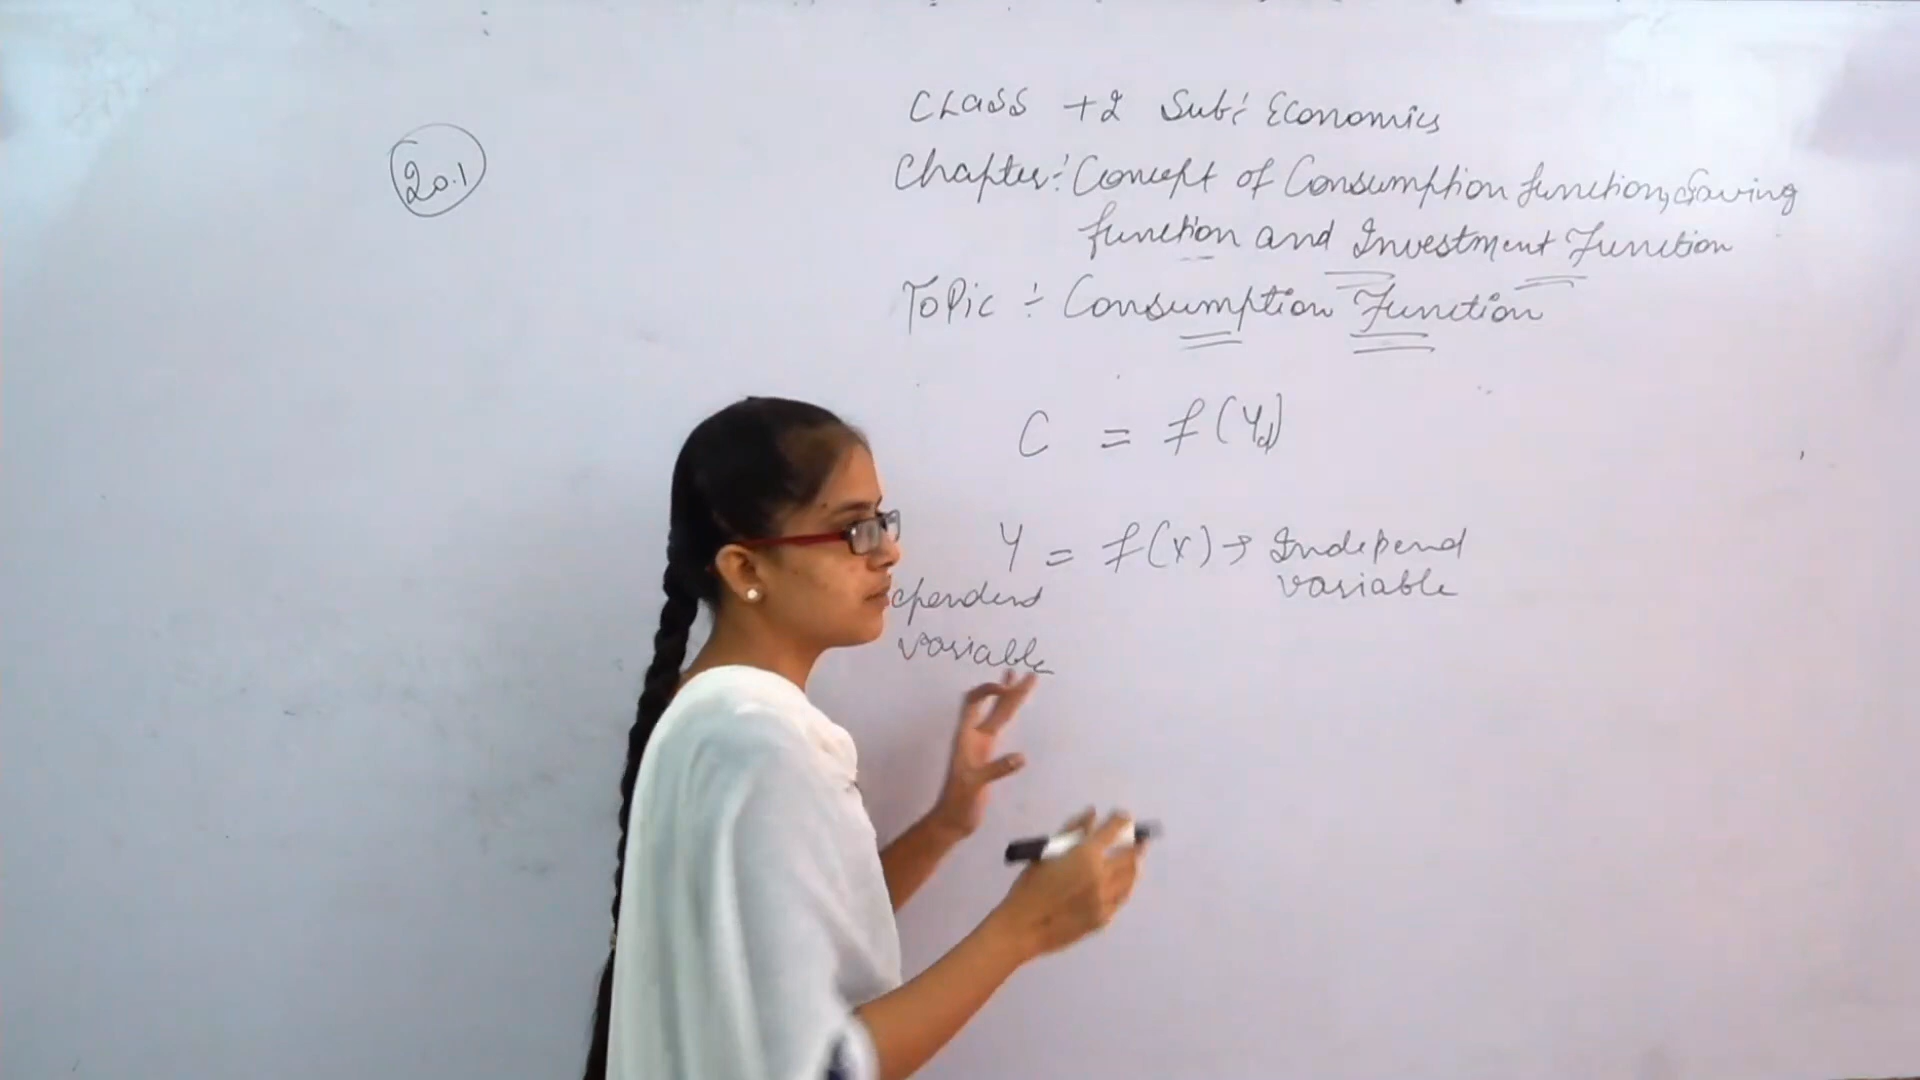 20.1
Class +2 Sub: Economics
Chapter:- Concept of Consumption function, Saving
function and Investment Function
Topic :- Consumption Function
C = f(Yd)
Y = f(x) → Independ
variable
ependend
variable